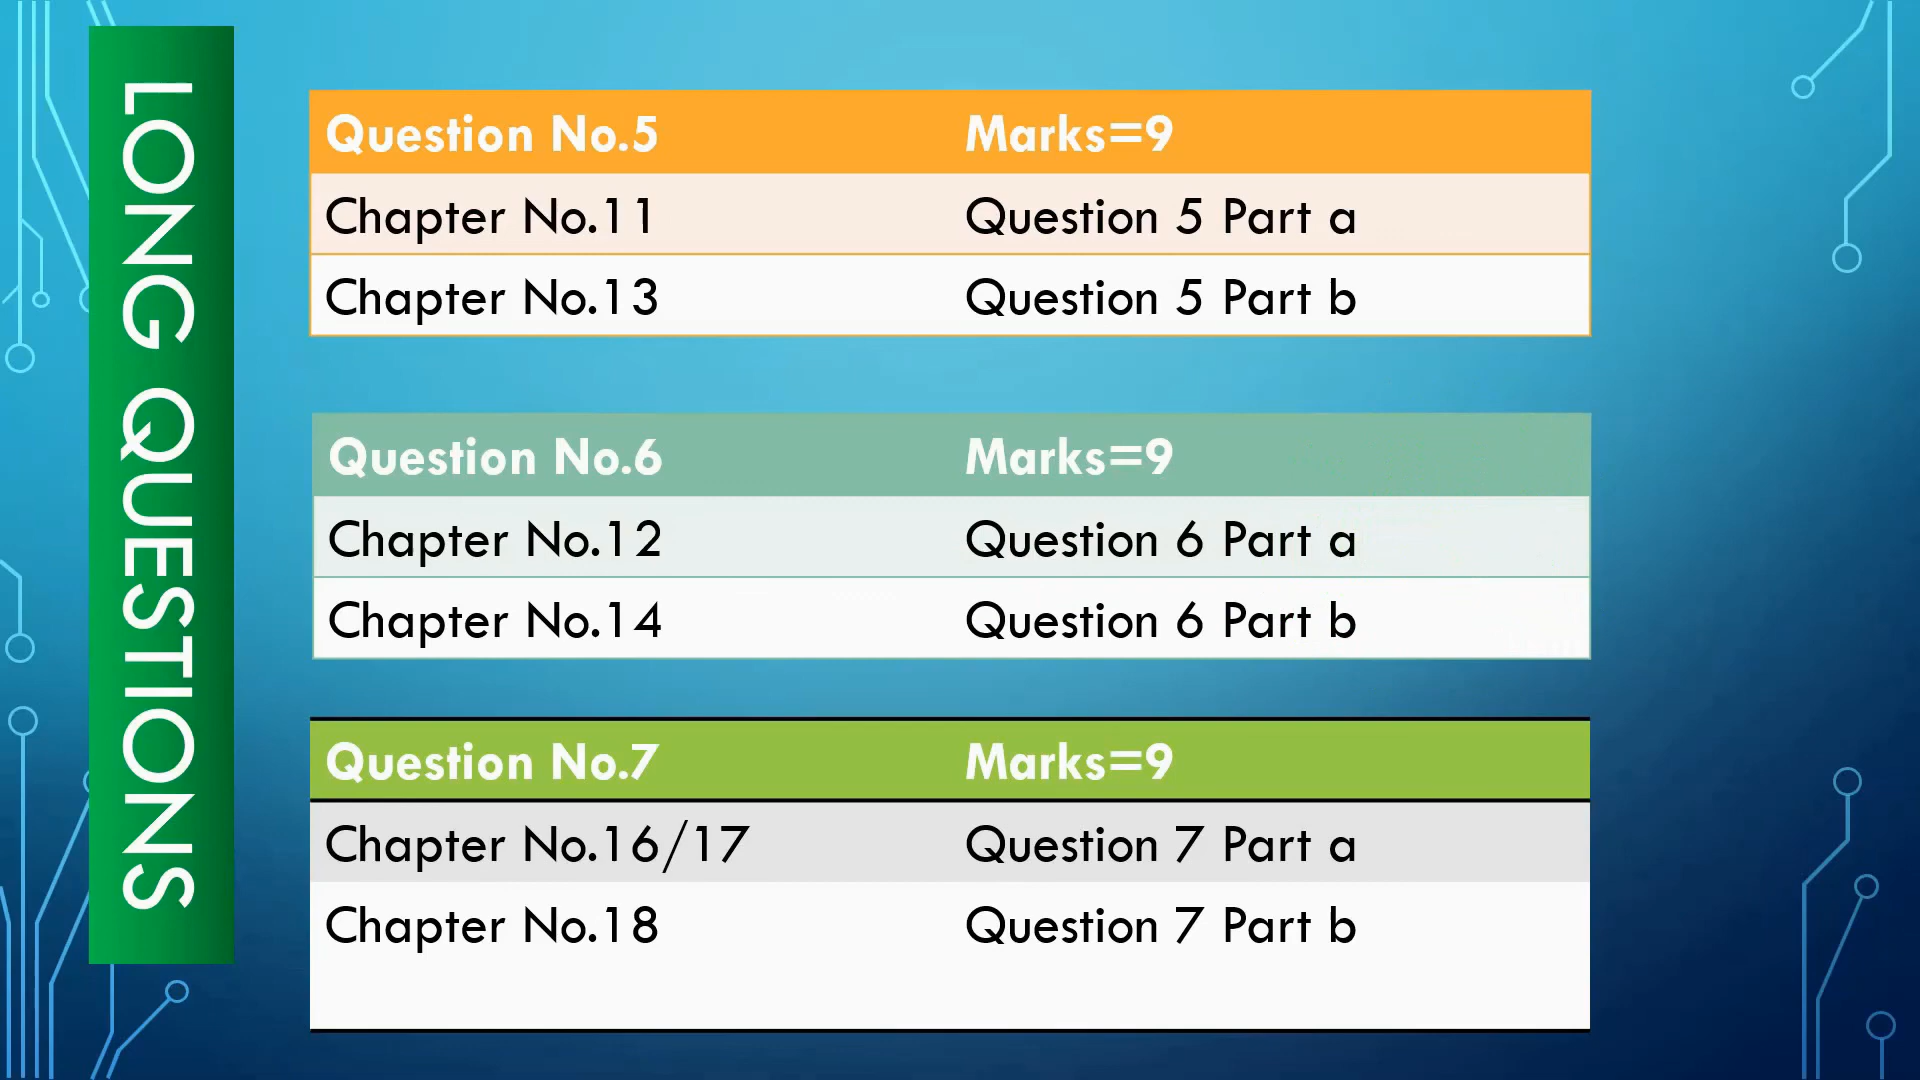 LONG QUESTIONS
Question No.5 Marks=9
Chapter No.11 Question 5 Part a
Chapter No.13 Question 5 Part b
Question No.6 Marks=9
Chapter No.12 Question 6 Part a
Chapter No.14 Question 6 Part b
Question No.7 Marks=9
Chapter No.16/17 Question 7 Part a
Chapter No.18 Question 7 Part b